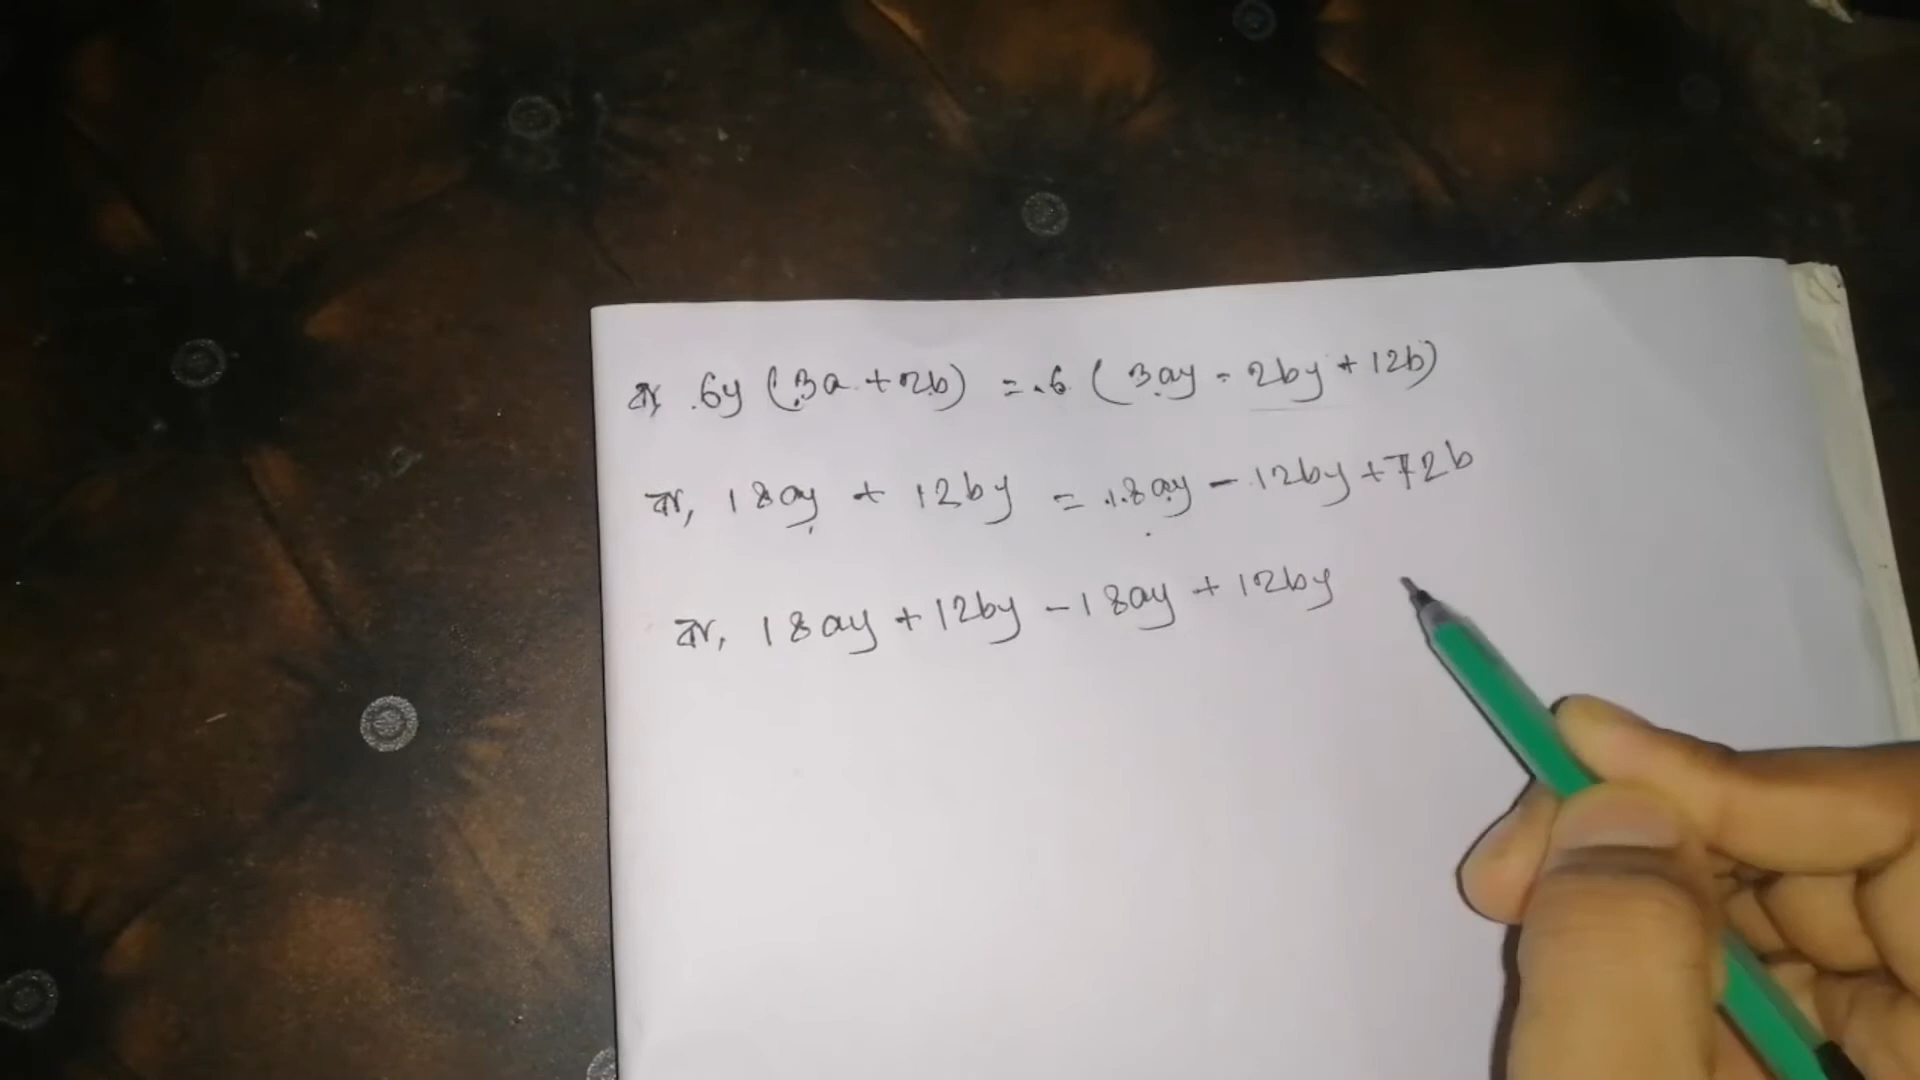 বা, 6y (3a + 2b) = 6 (3ay - 2by + 12b)
বা, 18ay + 12by = 18ay - 12by + 72b
বা, 18ay + 12by - 18ay + 12by